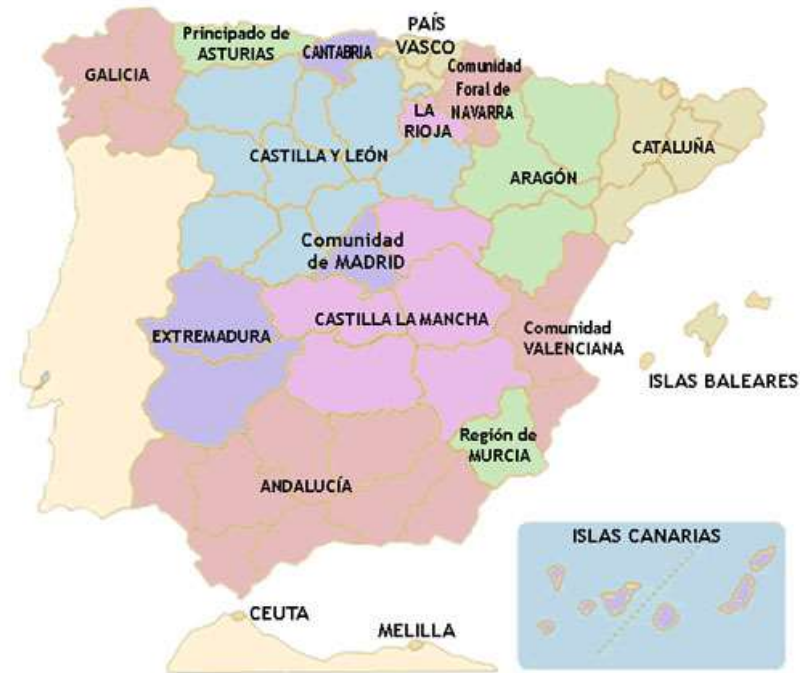 Principado de
ASTURIAS
CANTABRIA
PAÍS
VASCO
GALICIA
Comunidad
Foral de
NAVARRA
LA
RIOJA
CASTILLA Y LEÓN
CATALUÑA
ARAGÓN
Comunidad
de MADRID
EXTREMADURA
CASTILLA LA MANCHA
Comunidad
VALENCIANA
ISLAS BALEARES
Región de
MURCIA
ANDALUCÍA
ISLAS CANARIAS
CEUTA
MELILLA